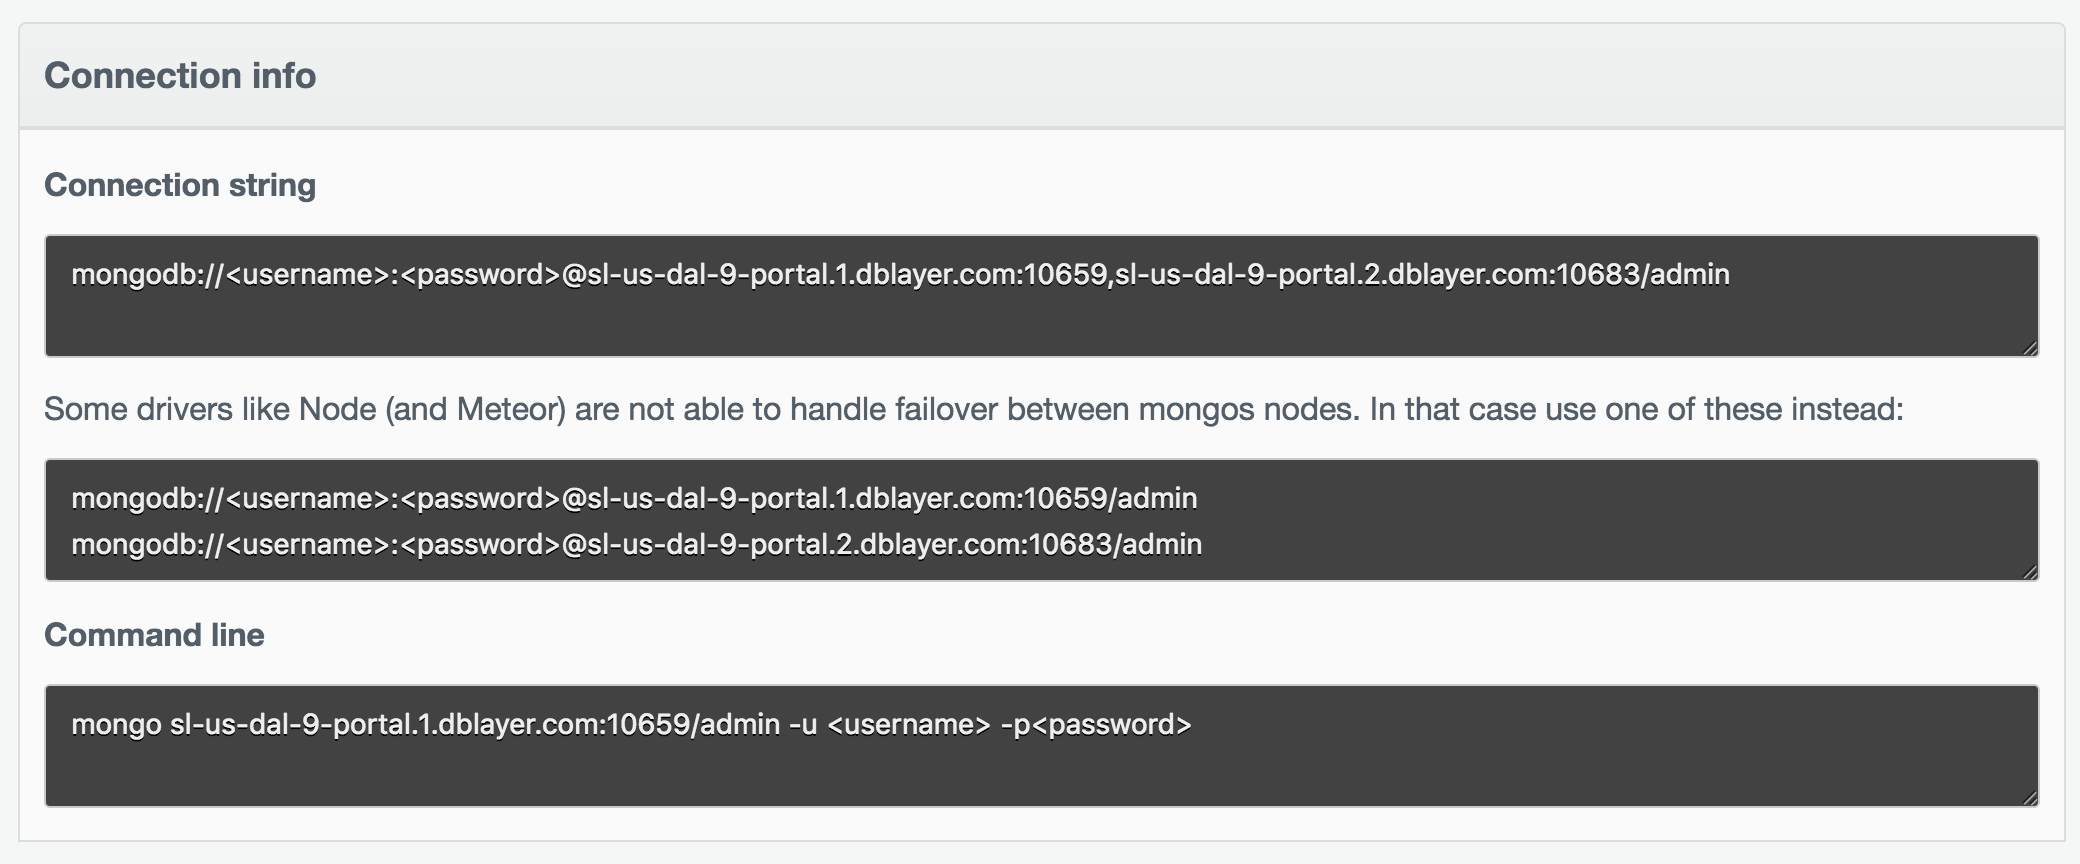 Connection info
Connection string
mongodb://<username>:<password>@sl-us-dal-9-portal.1.dblayer.com:10659,sl-us-dal-9-portal.2.dblayer.com:10683/admin
Some drivers like Node (and Meteor) are not able to handle failover between mongos nodes. In that case use one of these instead:
mongodb://<username>:<password>@sl-us-dal-9-portal.1.dblayer.com:10659/admin
mongodb://<username>:<password>@sl-us-dal-9-portal.2.dblayer.com:10683/admin
Command line
mongo sl-us-dal-9-portal.1.dblayer.com:10659/admin -u <username> -p<password>